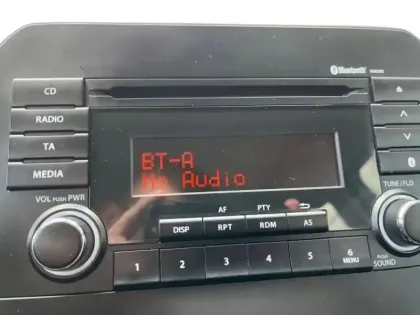 Bluetooth
CD
RADIO
TA
MEDIA
BT-A
No Audio
VOL PUSH PWR
TUNE/FLD
AF PTY
DISP RPT RDM AS
1 2 3 4 5 6
MENU
PUSH
SOUND